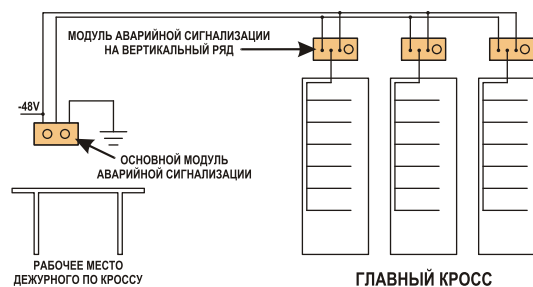 МОДУЛЬ АВАРИЙНОЙ СИГНАЛИЗАЦИИ
НА ВЕРТИКАЛЬНЫЙ РЯД
-48V
ОСНОВНОЙ МОДУЛЬ
АВАРИЙНОЙ СИГНАЛИЗАЦИИ
РАБОЧЕЕ МЕСТО
ДЕЖУРНОГО ПО КРОССУ
ГЛАВНЫЙ КРОСС